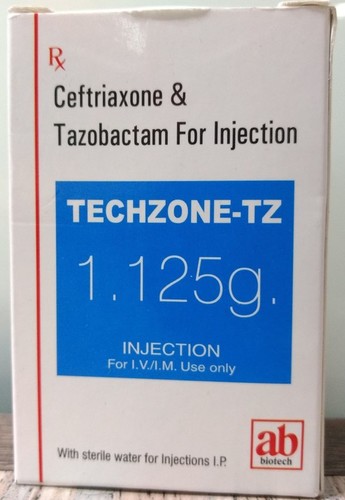 Rx
Ceftriaxone &
Tazobactam For Injection
TECHZONE-TZ
1.125g.
INJECTION
For I.V./I.M. Use only
With sterile water for Injections I.P.
ab
biotech